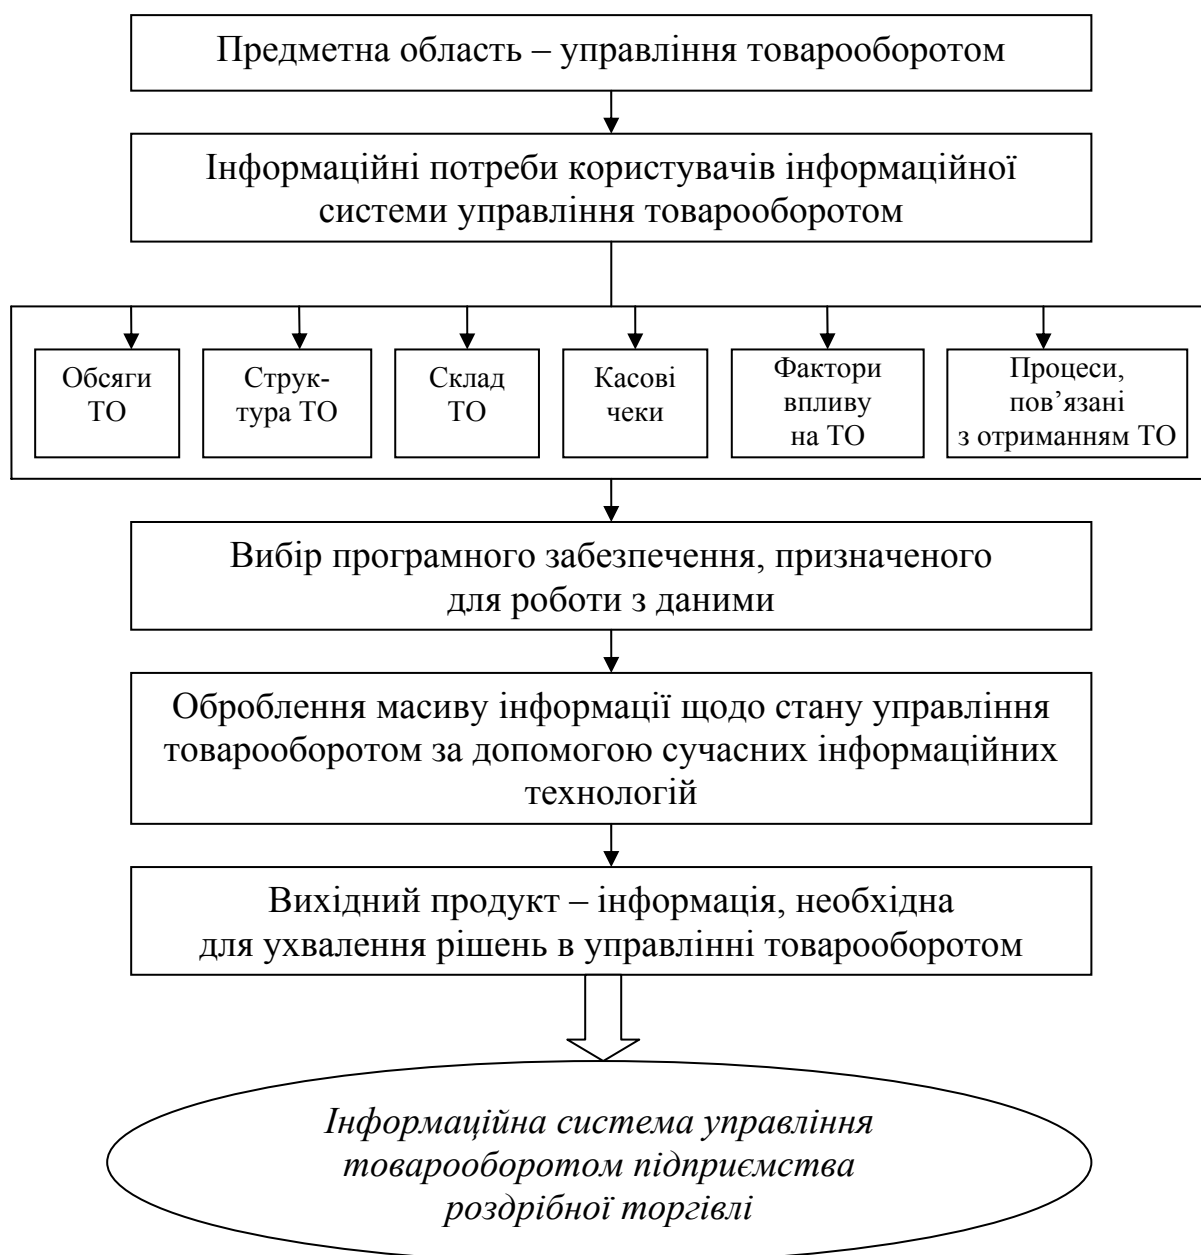 Предметна область – управління товарооборотом
Інформаційні потреби користувачів інформаційної
системи управління товарооборотом
Обсяги
ТО
Струк-
тура ТО
Склад
ТО
Касові
чеки
Фактори
впливу
на ТО
Процеси,
пов’язані
з отриманням ТО
Вибір програмного забезпечення, призначеного
для роботи з даними
Оброблення масиву інформації щодо стану управління
товарооборотом за допомогою сучасних інформаційних
технологій
Вихідний продукт – інформація, необхідна
для ухвалення рішень в управлінні товарооборотом
Інформаційна система управління
товарооборотом підприємства
роздрібної торгівлі